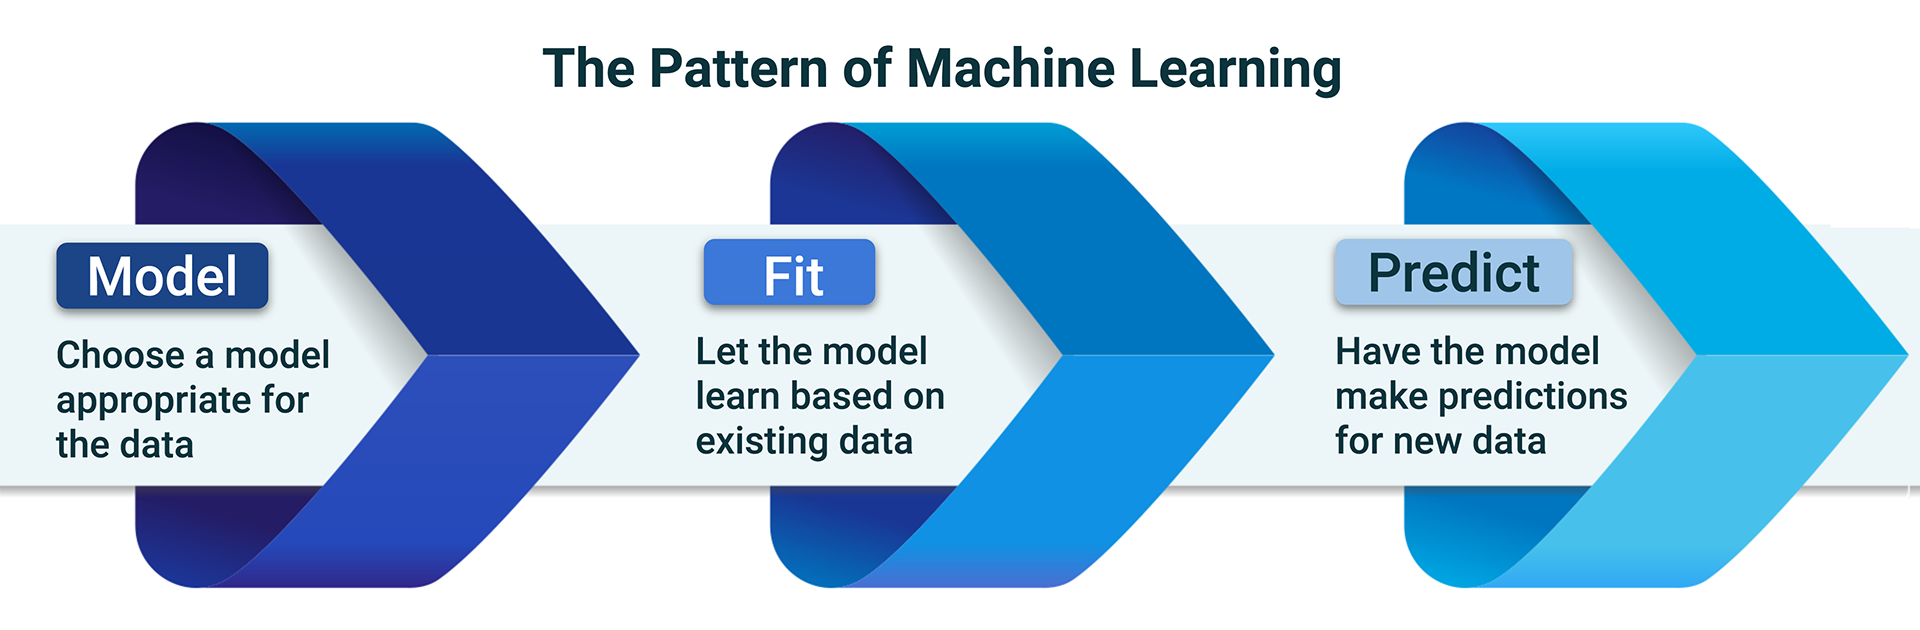 The Pattern of Machine Learning
Model
Choose a model
appropriate for
the data
Fit
Let the model
learn based on
existing data
Predict
Have the model
make predictions
for new data